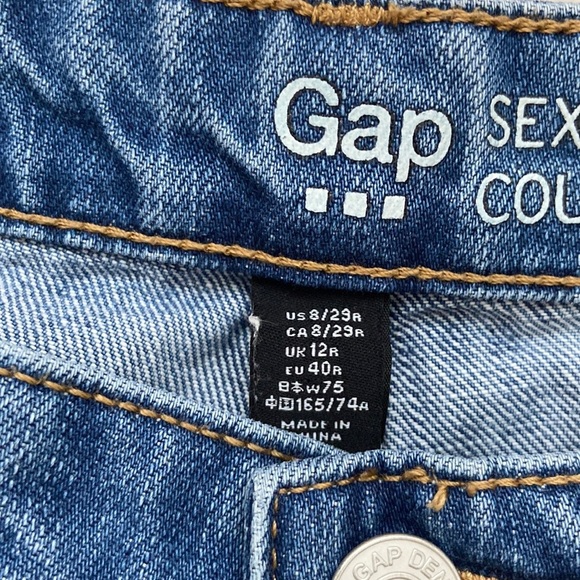 Gap
SEX
COU
US 8/29R
CA 8/29R
UK 12R
EU 40R
日本W75
中国165/74A
MADE IN
CHINA
GAP DEN